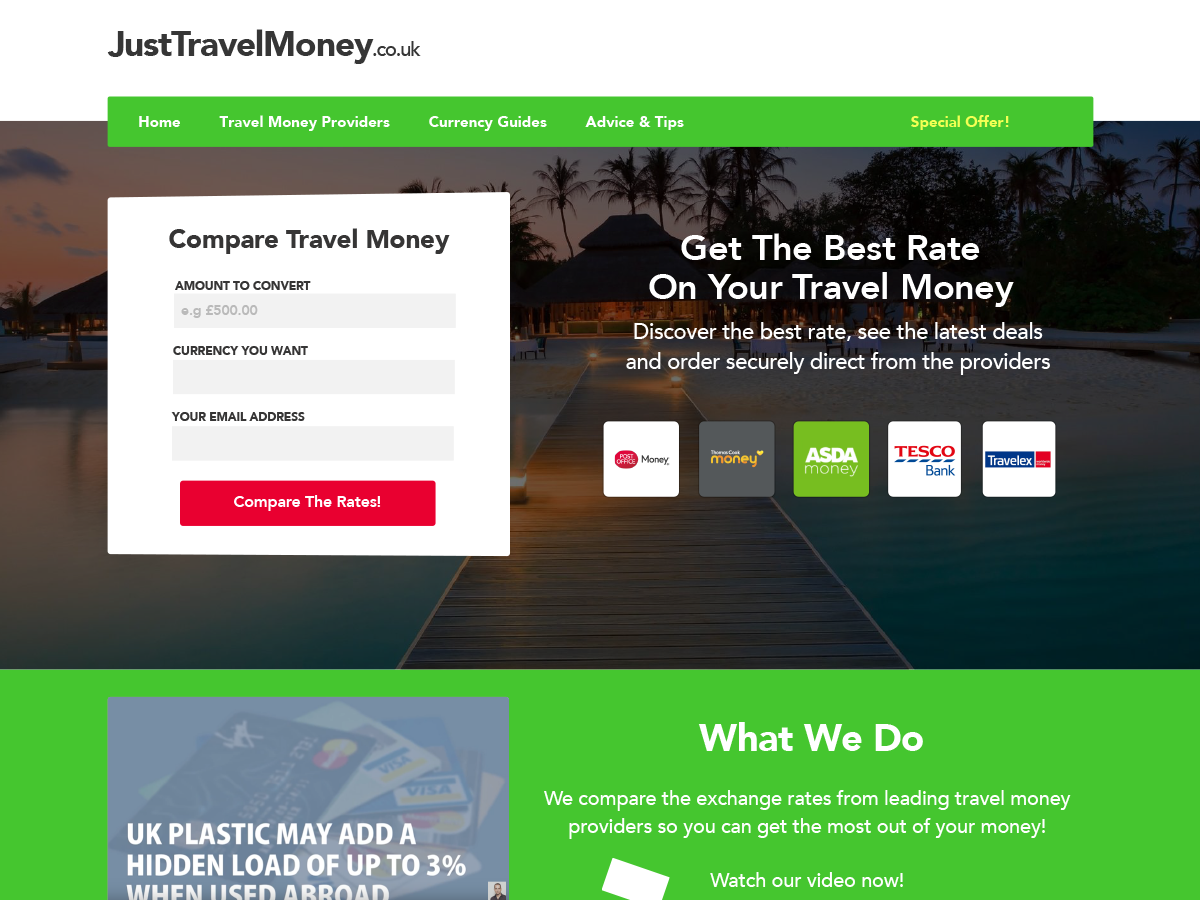 JustTravelMoney.co.uk
Home
Travel Money Providers
Currency Guides
Advice & Tips
Special Offer!
Compare Travel Money
AMOUNT TO CONVERT
e.g £500.00
CURRENCY YOU WANT
YOUR EMAIL ADDRESS
Compare The Rates!
Get The Best Rate
On Your Travel Money
Discover the best rate, see the latest deals
and order securely direct from the providers
POST OFFICE Money
Thomas Cook
money
ASDA
money
TESCO
Bank
Travelex
What We Do
We compare the exchange rates from leading travel money
providers so you can get the most out of your money!
Watch our video now!
VISA
VISA
UK PLASTIC MAY ADD A
HIDDEN LOAD OF UP TO 3%
WHEN USED ABROAD